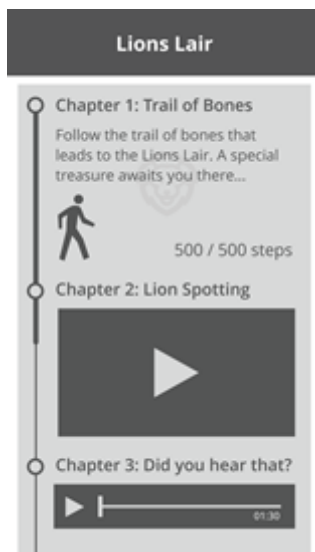 Lions Lair
Chapter 1: Trail of Bones
Follow the trail of bones that
leads to the Lions Lair. A special
treasure awaits you there...
500 / 500 steps
Chapter 2: Lion Spotting
Chapter 3: Did you hear that?
01:30